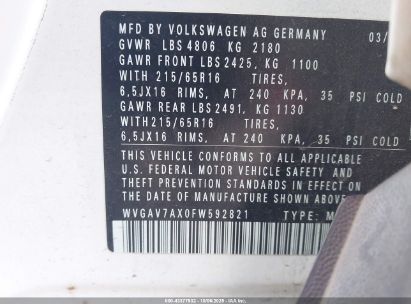 MFD BY VOLKSWAGEN AG GERMANY 03/
GVWR LBS 4806 KG 2180
GAWR FRONT LBS 2425, KG 1100
WITH 215/65R16 TIRES,
6,5JX16 RIMS, AT 240 KPA, 35 PSI COLD
GAWR REAR LBS 2491, KG 1130
WITH 215/65R16 TIRES,
6,5JX16 RIMS, AT 240 KPA, 35 PSI COLD
THIS VEHICLE CONFORMS TO ALL APPLICABLE
U.S. FEDERAL MOTOR VEHICLE SAFETY AND
THEFT PREVENTION STANDARDS IN EFFECT ON
THE DATE OF MANUFACTURE SHOWN ABOVE
WVGAV7AX0FW592821 TYPE: M